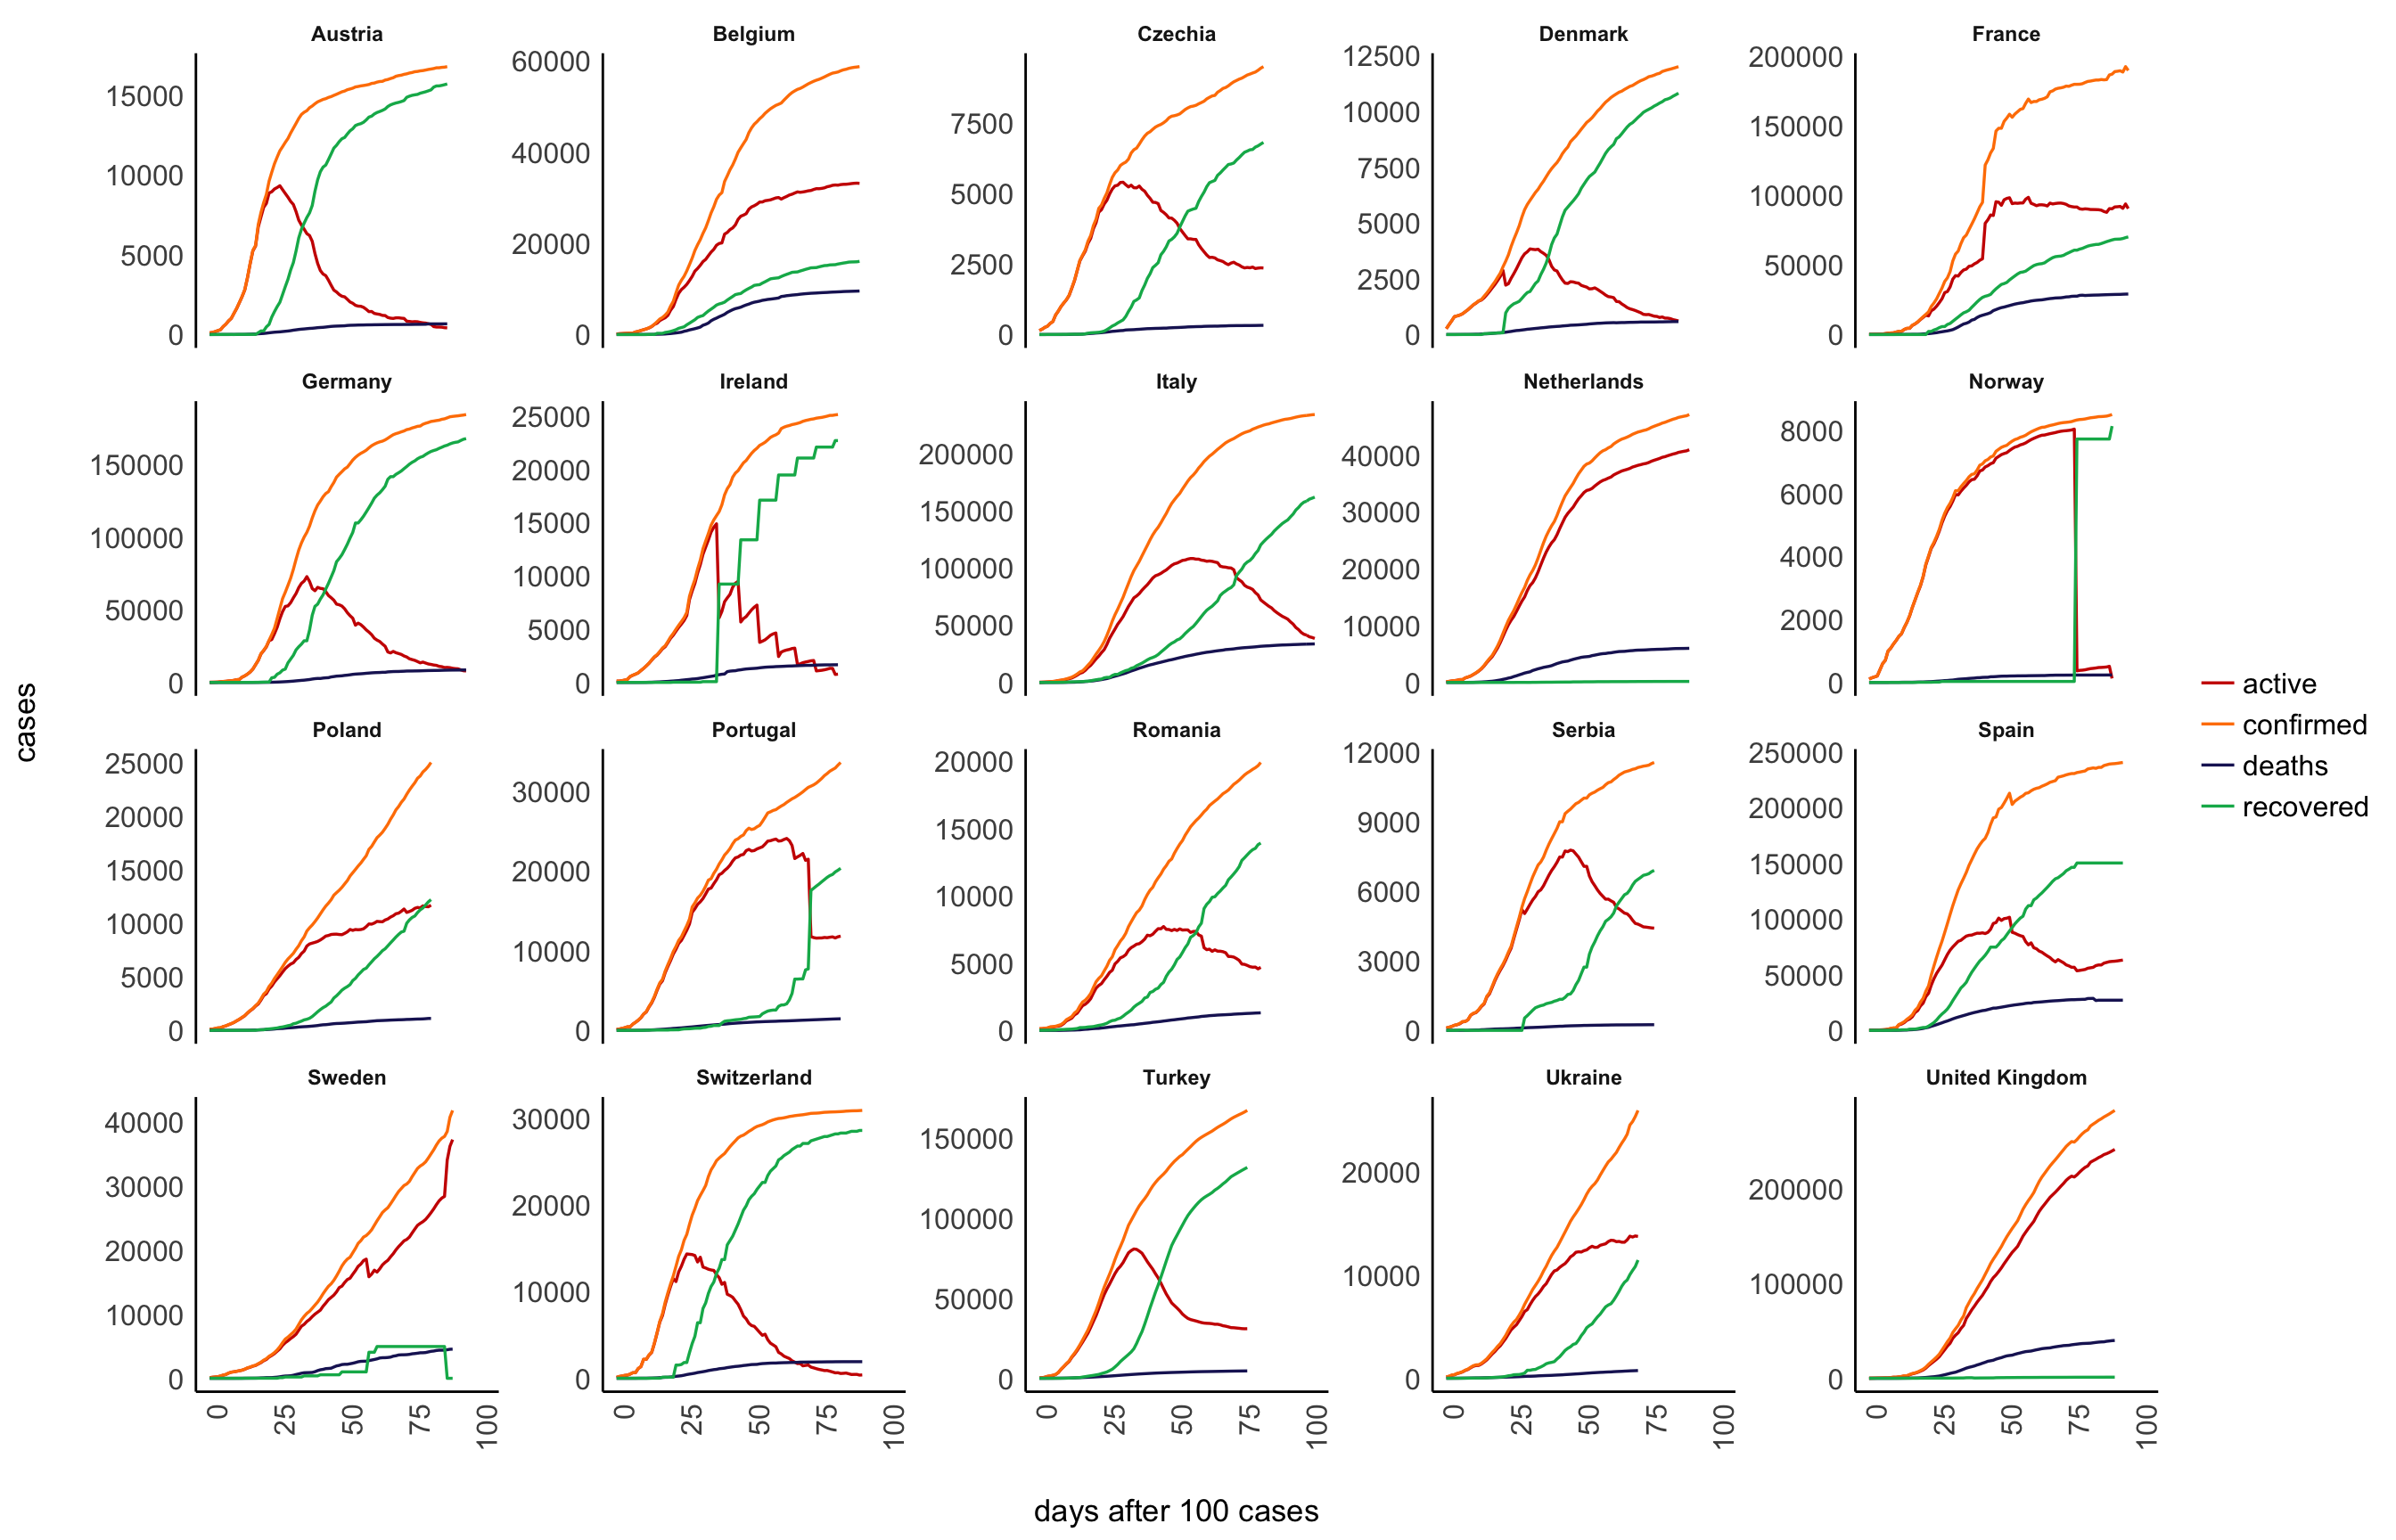 Austria Belgium Czechia Denmark France
15000 10000 5000 0
60000 40000 20000 0
7500 5000 2500 0
12500 10000 7500 5000 2500 0
200000 150000 100000 50000 0
Germany Ireland Italy Netherlands Norway
150000 100000 50000 0
25000 20000 15000 10000 5000 0
200000 150000 100000 50000 0
40000 30000 20000 10000 0
8000 6000 4000 2000 0
cases
active
confirmed
deaths
recovered
Poland Portugal Romania Serbia Spain
25000 20000 15000 10000 5000 0
30000 20000 10000 0
20000 15000 10000 5000 0
12000 9000 6000 3000 0
250000 200000 150000 100000 50000 0
Sweden Switzerland Turkey Ukraine United Kingdom
40000 30000 20000 10000 0
30000 20000 10000 0
150000 100000 50000 0
20000 10000 0
200000 100000 0
0 25 50 75 100 0 25 50 75 100 0 25 50 75 100 0 25 50 75 100 0 25 50 75 100
days after 100 cases